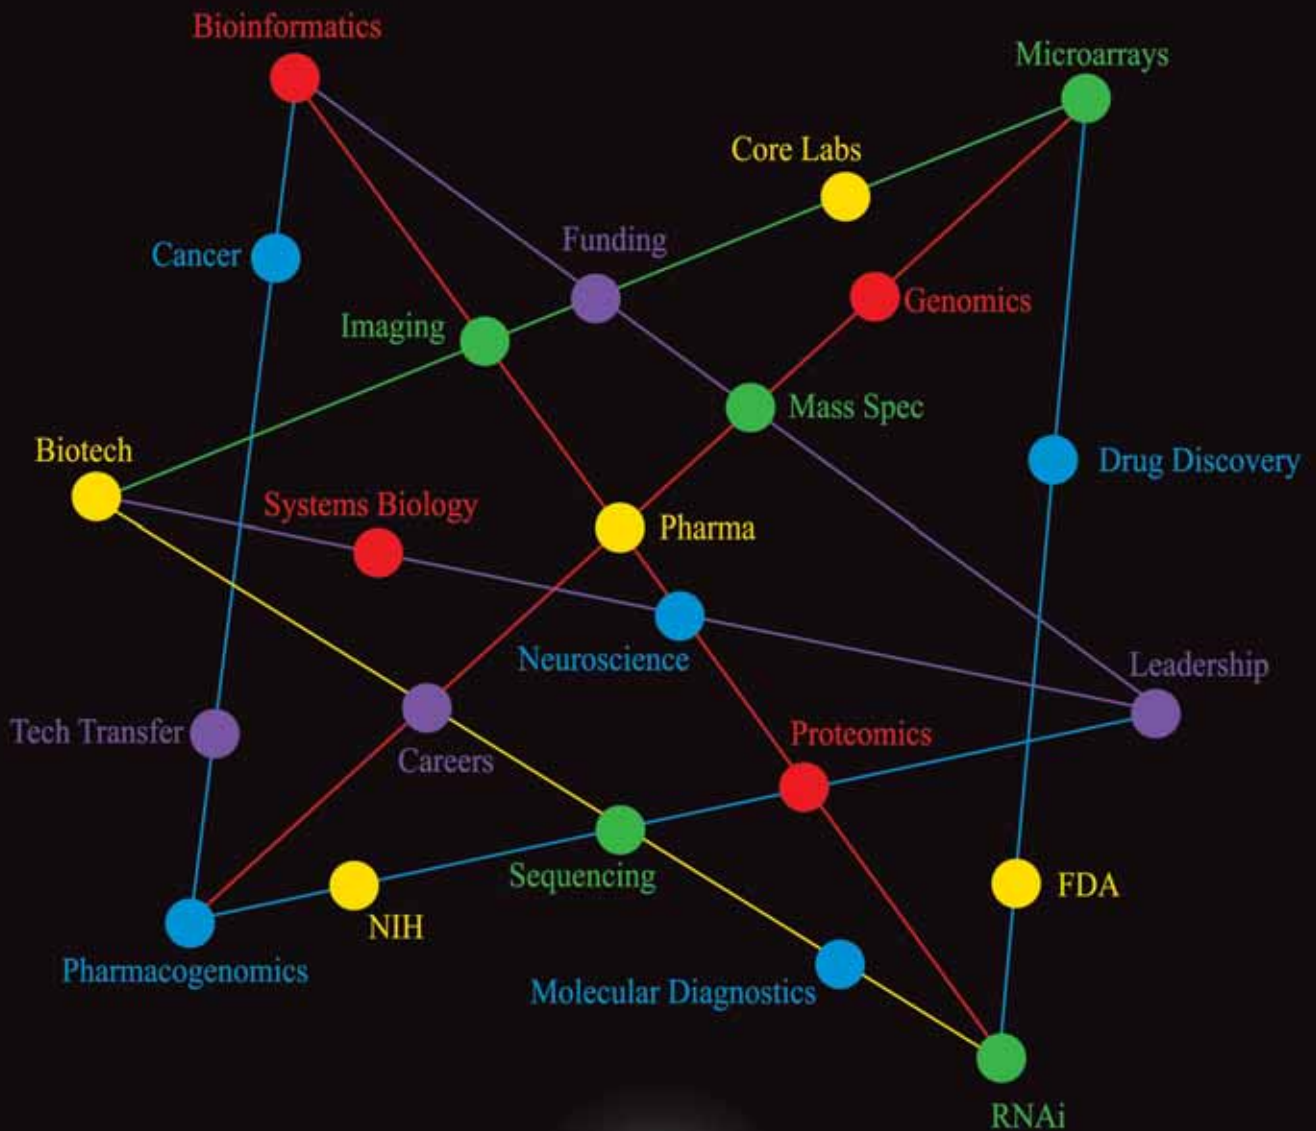 Bioinformatics
Microarrays
Core Labs
Funding
Cancer
Genomics
Imaging
Mass Spec
Biotech
Drug Discovery
Systems Biology
Pharma
Neuroscience
Leadership
Tech Transfer
Proteomics
Careers
Sequencing
FDA
NIH
Pharmacogenomics
Molecular Diagnostics
RNAi